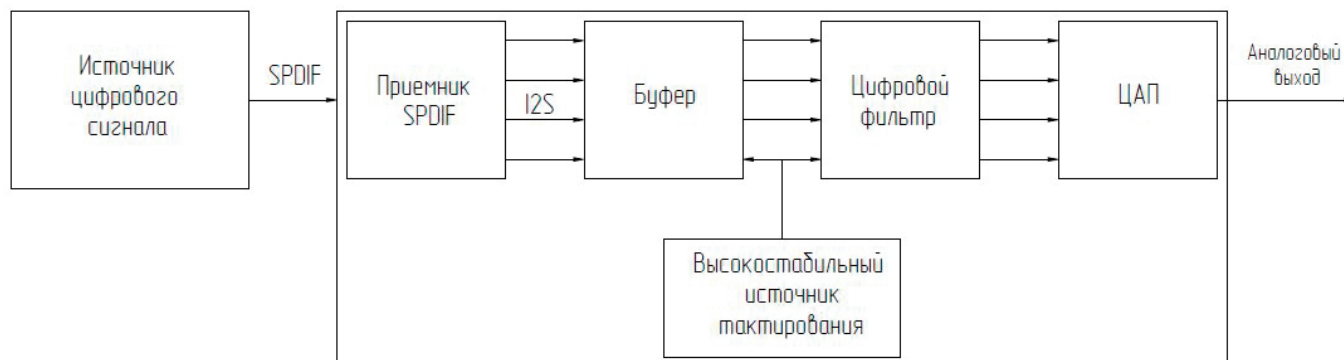 Источник
цифрового
сигнала
SPDIF
Приемник
SPDIF
I2S
Буфер
Цифровой
фильтр
ЦАП
Аналоговый
выход
Высокостабильный
источник
тактирования